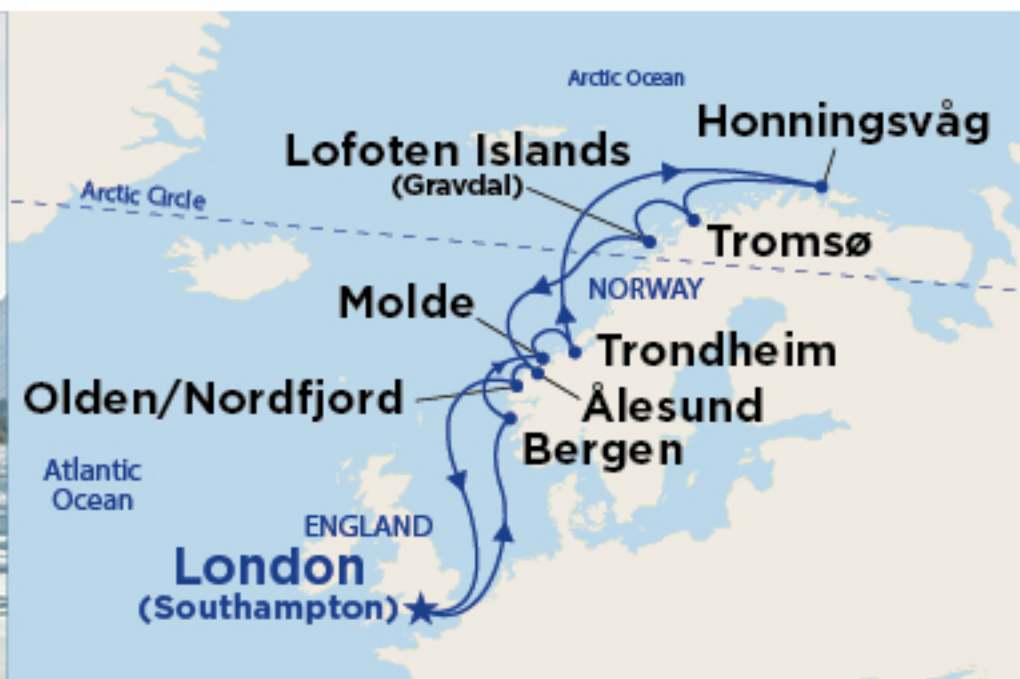 Arctic Ocean
Honningsvåg
Lofoten Islands
(Gravdal)
Arctic Circle
Tromsø
NORWAY
Molde
Trondheim
Olden/Nordfjord
Ålesund
Bergen
Atlantic
Ocean
ENGLAND
London
(Southampton)